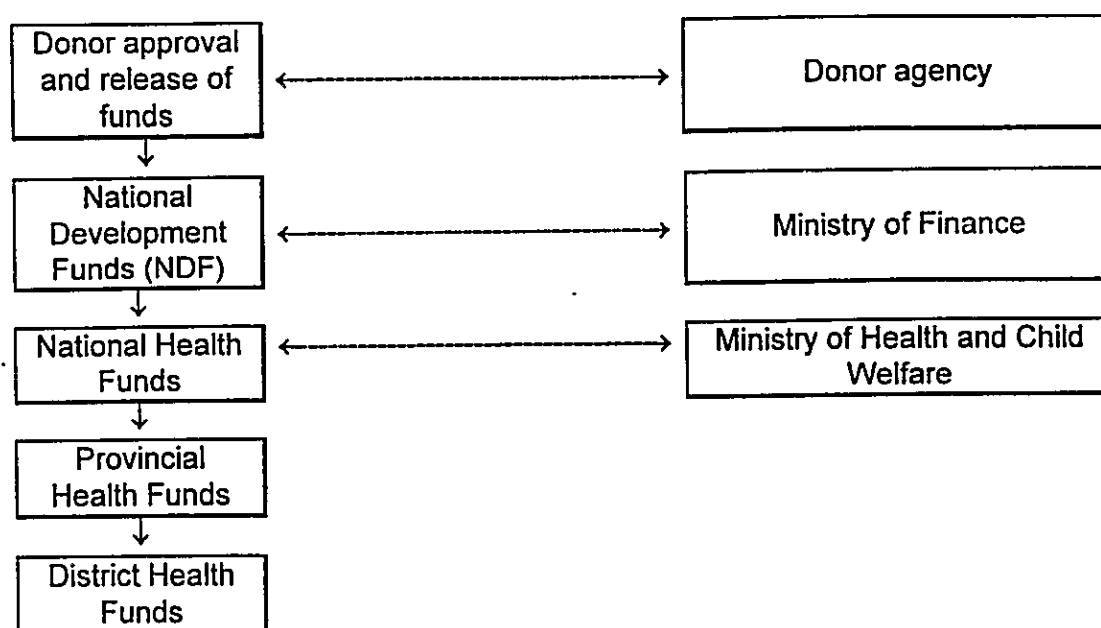 Donor approval
and release of
funds
Donor agency
National
Development
Funds (NDF)
Ministry of Finance
National Health
Funds
Ministry of Health and Child
Welfare
Provincial
Health Funds
District Health
Funds